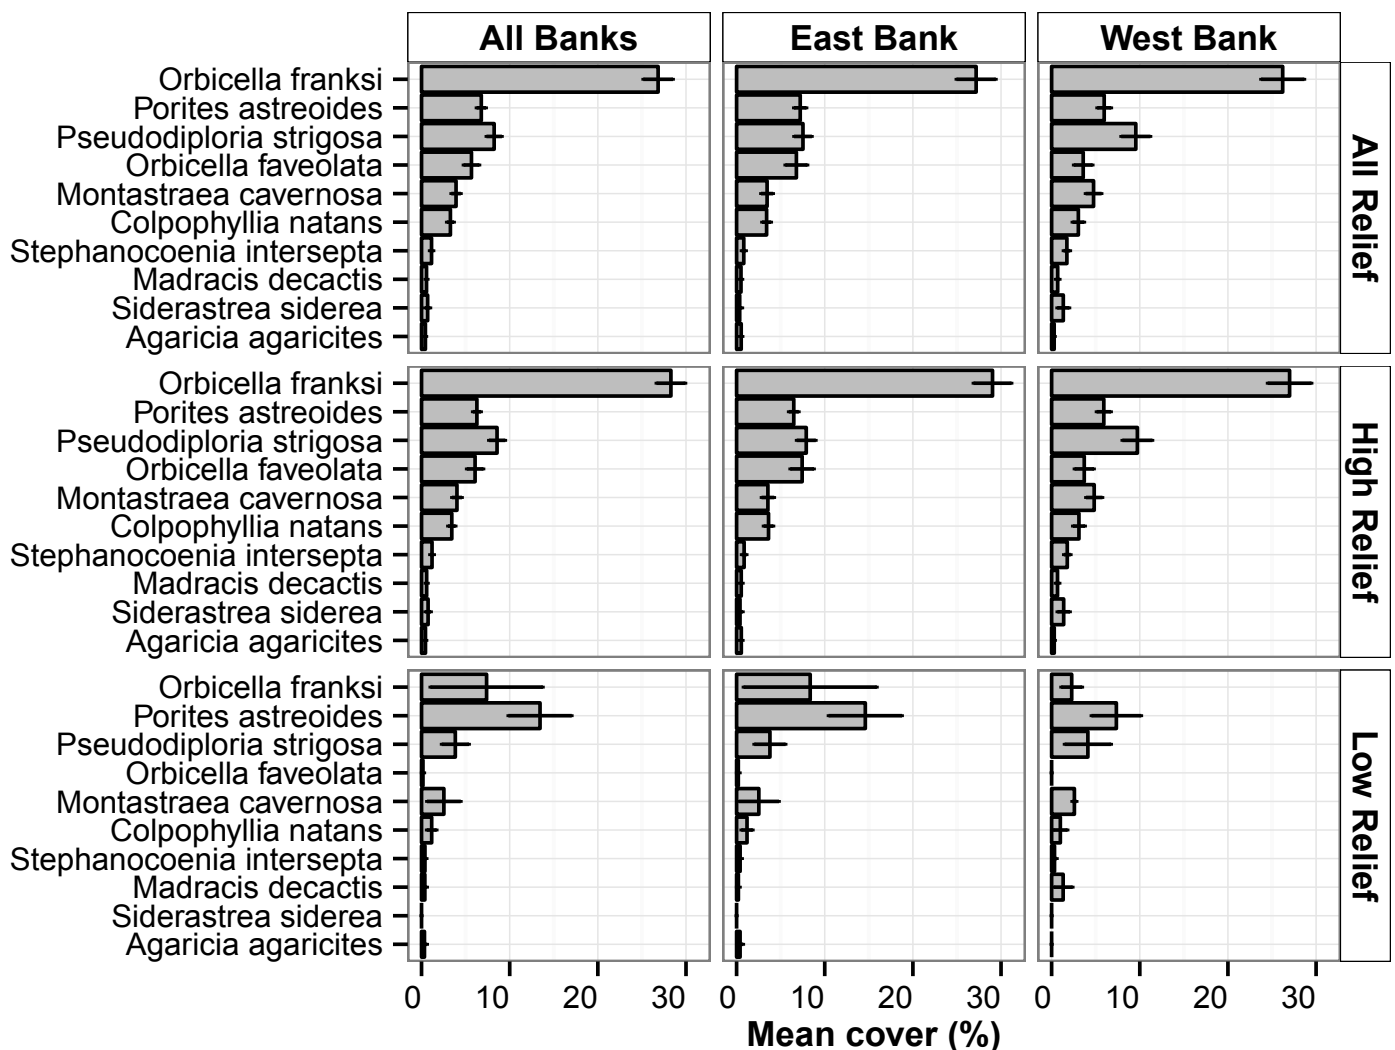 All Banks East Bank West Bank
Orbicella franksi
Porites astreoides
Pseudodiploria strigosa
Orbicella faveolata
Montastraea cavernosa
Colpophyllia natans
Stephanocoenia intersepta
Madracis decactis
Siderastrea siderea
Agaricia agaricites
All Relief
Orbicella franksi
Porites astreoides
Pseudodiploria strigosa
Orbicella faveolata
Montastraea cavernosa
Colpophyllia natans
Stephanocoenia intersepta
Madracis decactis
Siderastrea siderea
Agaricia agaricites
High Relief
Orbicella franksi
Porites astreoides
Pseudodiploria strigosa
Orbicella faveolata
Montastraea cavernosa
Colpophyllia natans
Stephanocoenia intersepta
Madracis decactis
Siderastrea siderea
Agaricia agaricites
Low Relief
0 10 20 30 0 10 20 30 0 10 20 30
Mean cover (%)